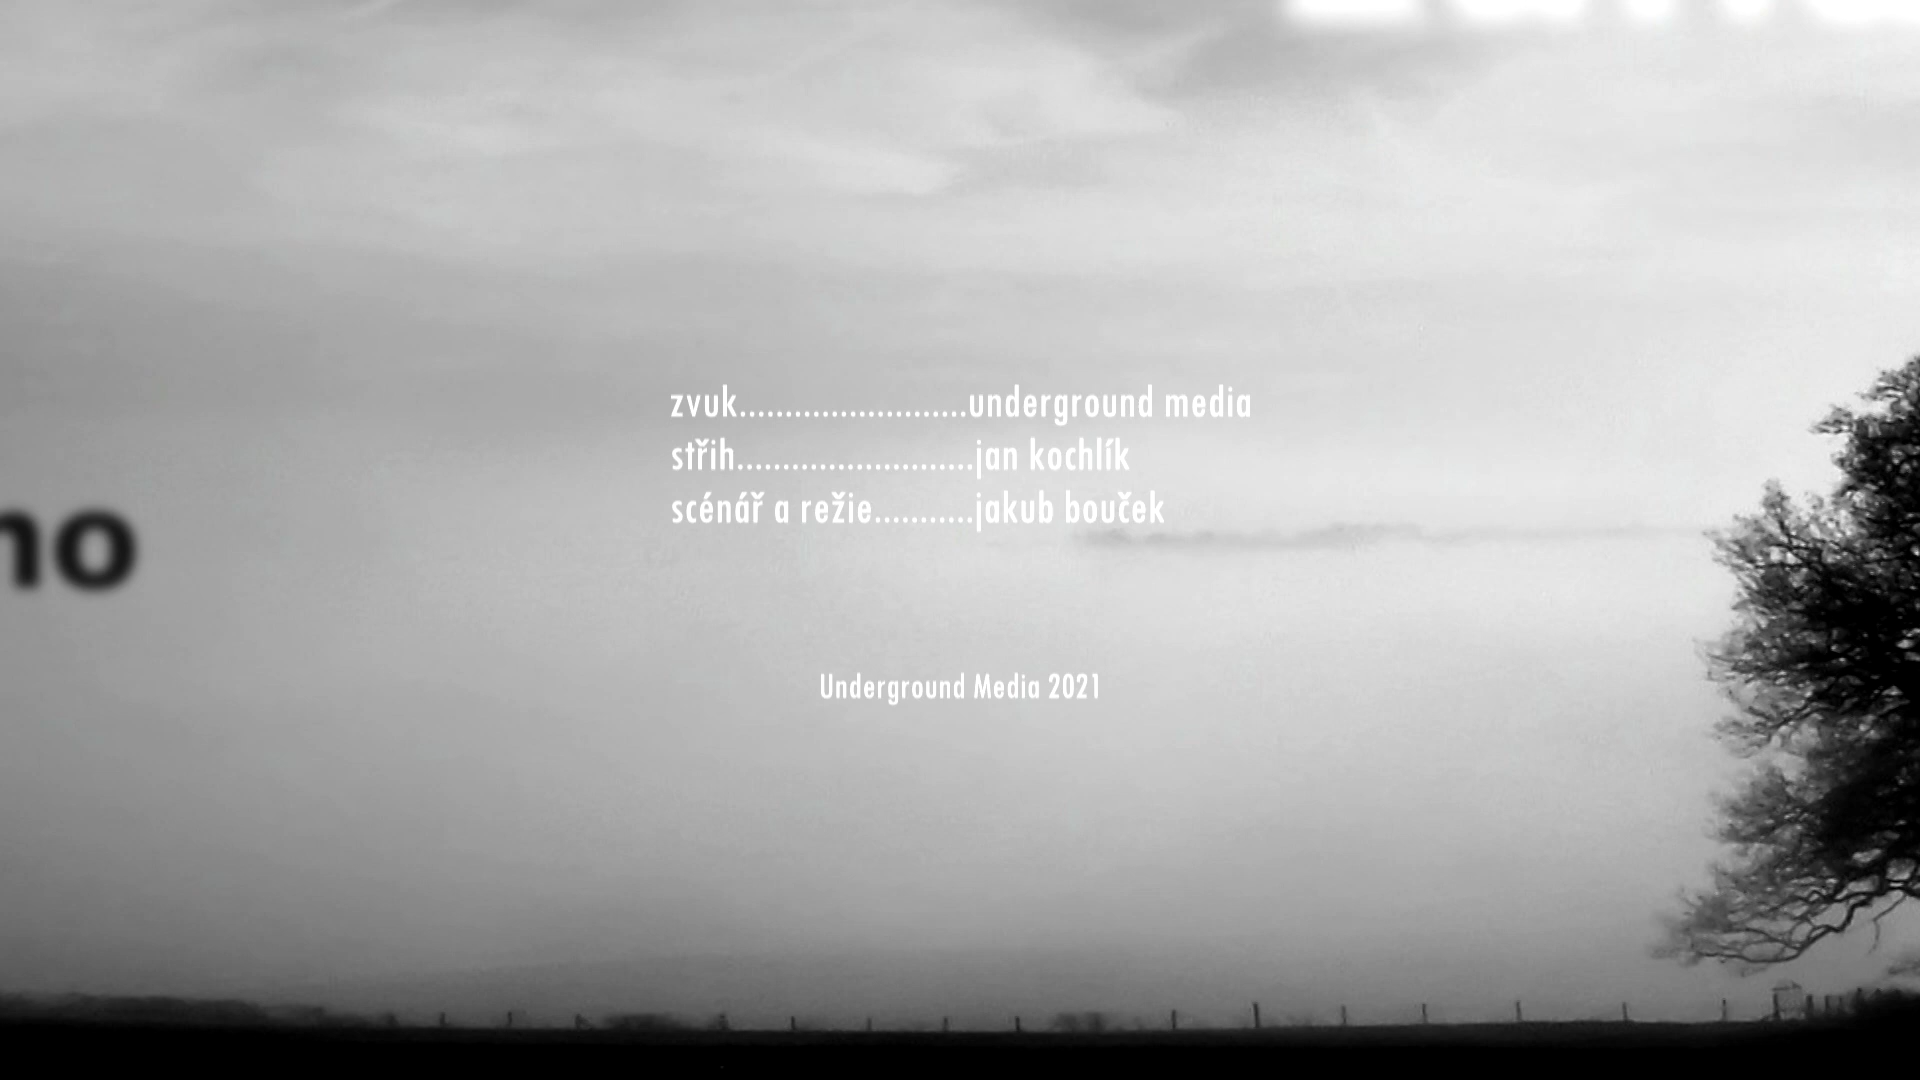 zvuk.........................underground media
střih..........................jan kochlík
scénář a režie...........jakub bouček
Underground Media 2021